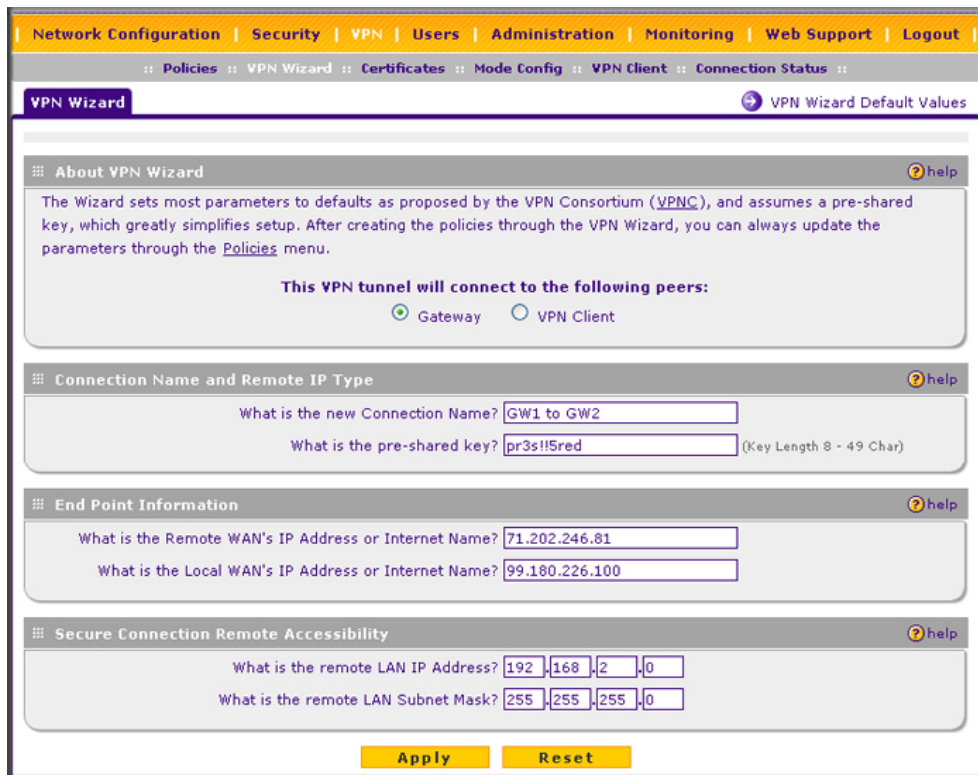 Network Configuration | Security | VPN | Users | Administration | Monitoring | Web Support | Logout |
:: Policies :: VPN Wizard :: Certificates :: Mode Config :: VPN Client :: Connection Status ::
VPN Wizard
VPN Wizard Default Values
About VPN Wizard
help
The Wizard sets most parameters to defaults as proposed by the VPN Consortium (VPNC), and assumes a pre-shared
key, which greatly simplifies setup. After creating the policies through the VPN Wizard, you can always update the
parameters through the Policies menu.
This VPN tunnel will connect to the following peers:
Gateway VPN Client
Connection Name and Remote IP Type
help
What is the new Connection Name? GW1 to GW2
What is the pre-shared key? pr3s!!5red (Key Length 8 - 49 Char)
End Point Information
help
What is the Remote WAN's IP Address or Internet Name? 71.202.246.81
What is the Local WAN's IP Address or Internet Name? 99.180.226.100
Secure Connection Remote Accessibility
help
What is the remote LAN IP Address? 192 .168 .2 .0
What is the remote LAN Subnet Mask? 255 .255 .255 .0
Apply Reset